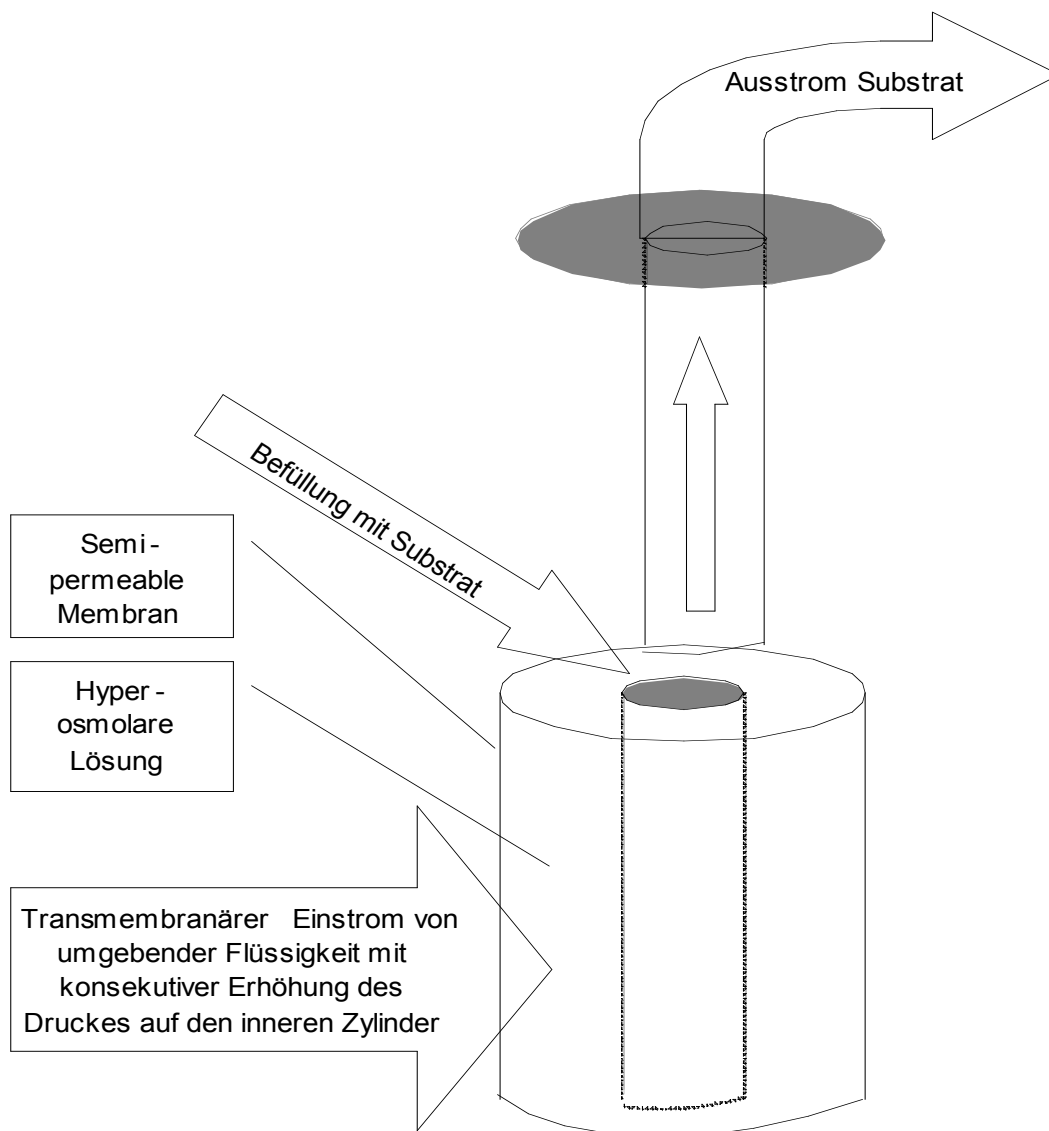 Ausstrom Substrat
Befüllung mit Substrat
Semi-
permeable
Membran
Hyper-
osmolare
Lösung
Transmembranärer Einstrom von
umgebender Flüssigkeit mit
konsekutiver Erhöhung des
Druckes auf den inneren Zylinder